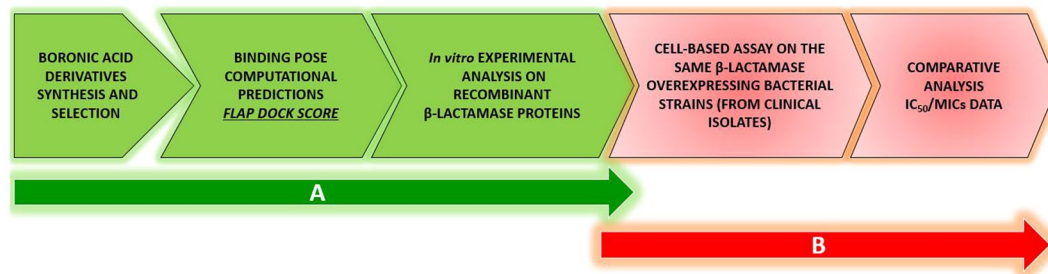 BORONIC ACID
DERIVATIVES
SYNTHESIS AND
SELECTION
BINDING POSE
COMPUTATIONAL
PREDICTIONS
FLAP DOCK SCORE
In vitro EXPERIMENTAL
ANALYSIS ON
RECOMBINANT
β-LACTAMASE PROTEINS
CELL-BASED ASSAY ON THE
SAME β-LACTAMASE
OVEREXPRESSING BACTERIAL
STRAINS (FROM CLINICAL
ISOLATES)
COMPARATIVE
ANALYSIS
IC50/MICs DATA
A
B